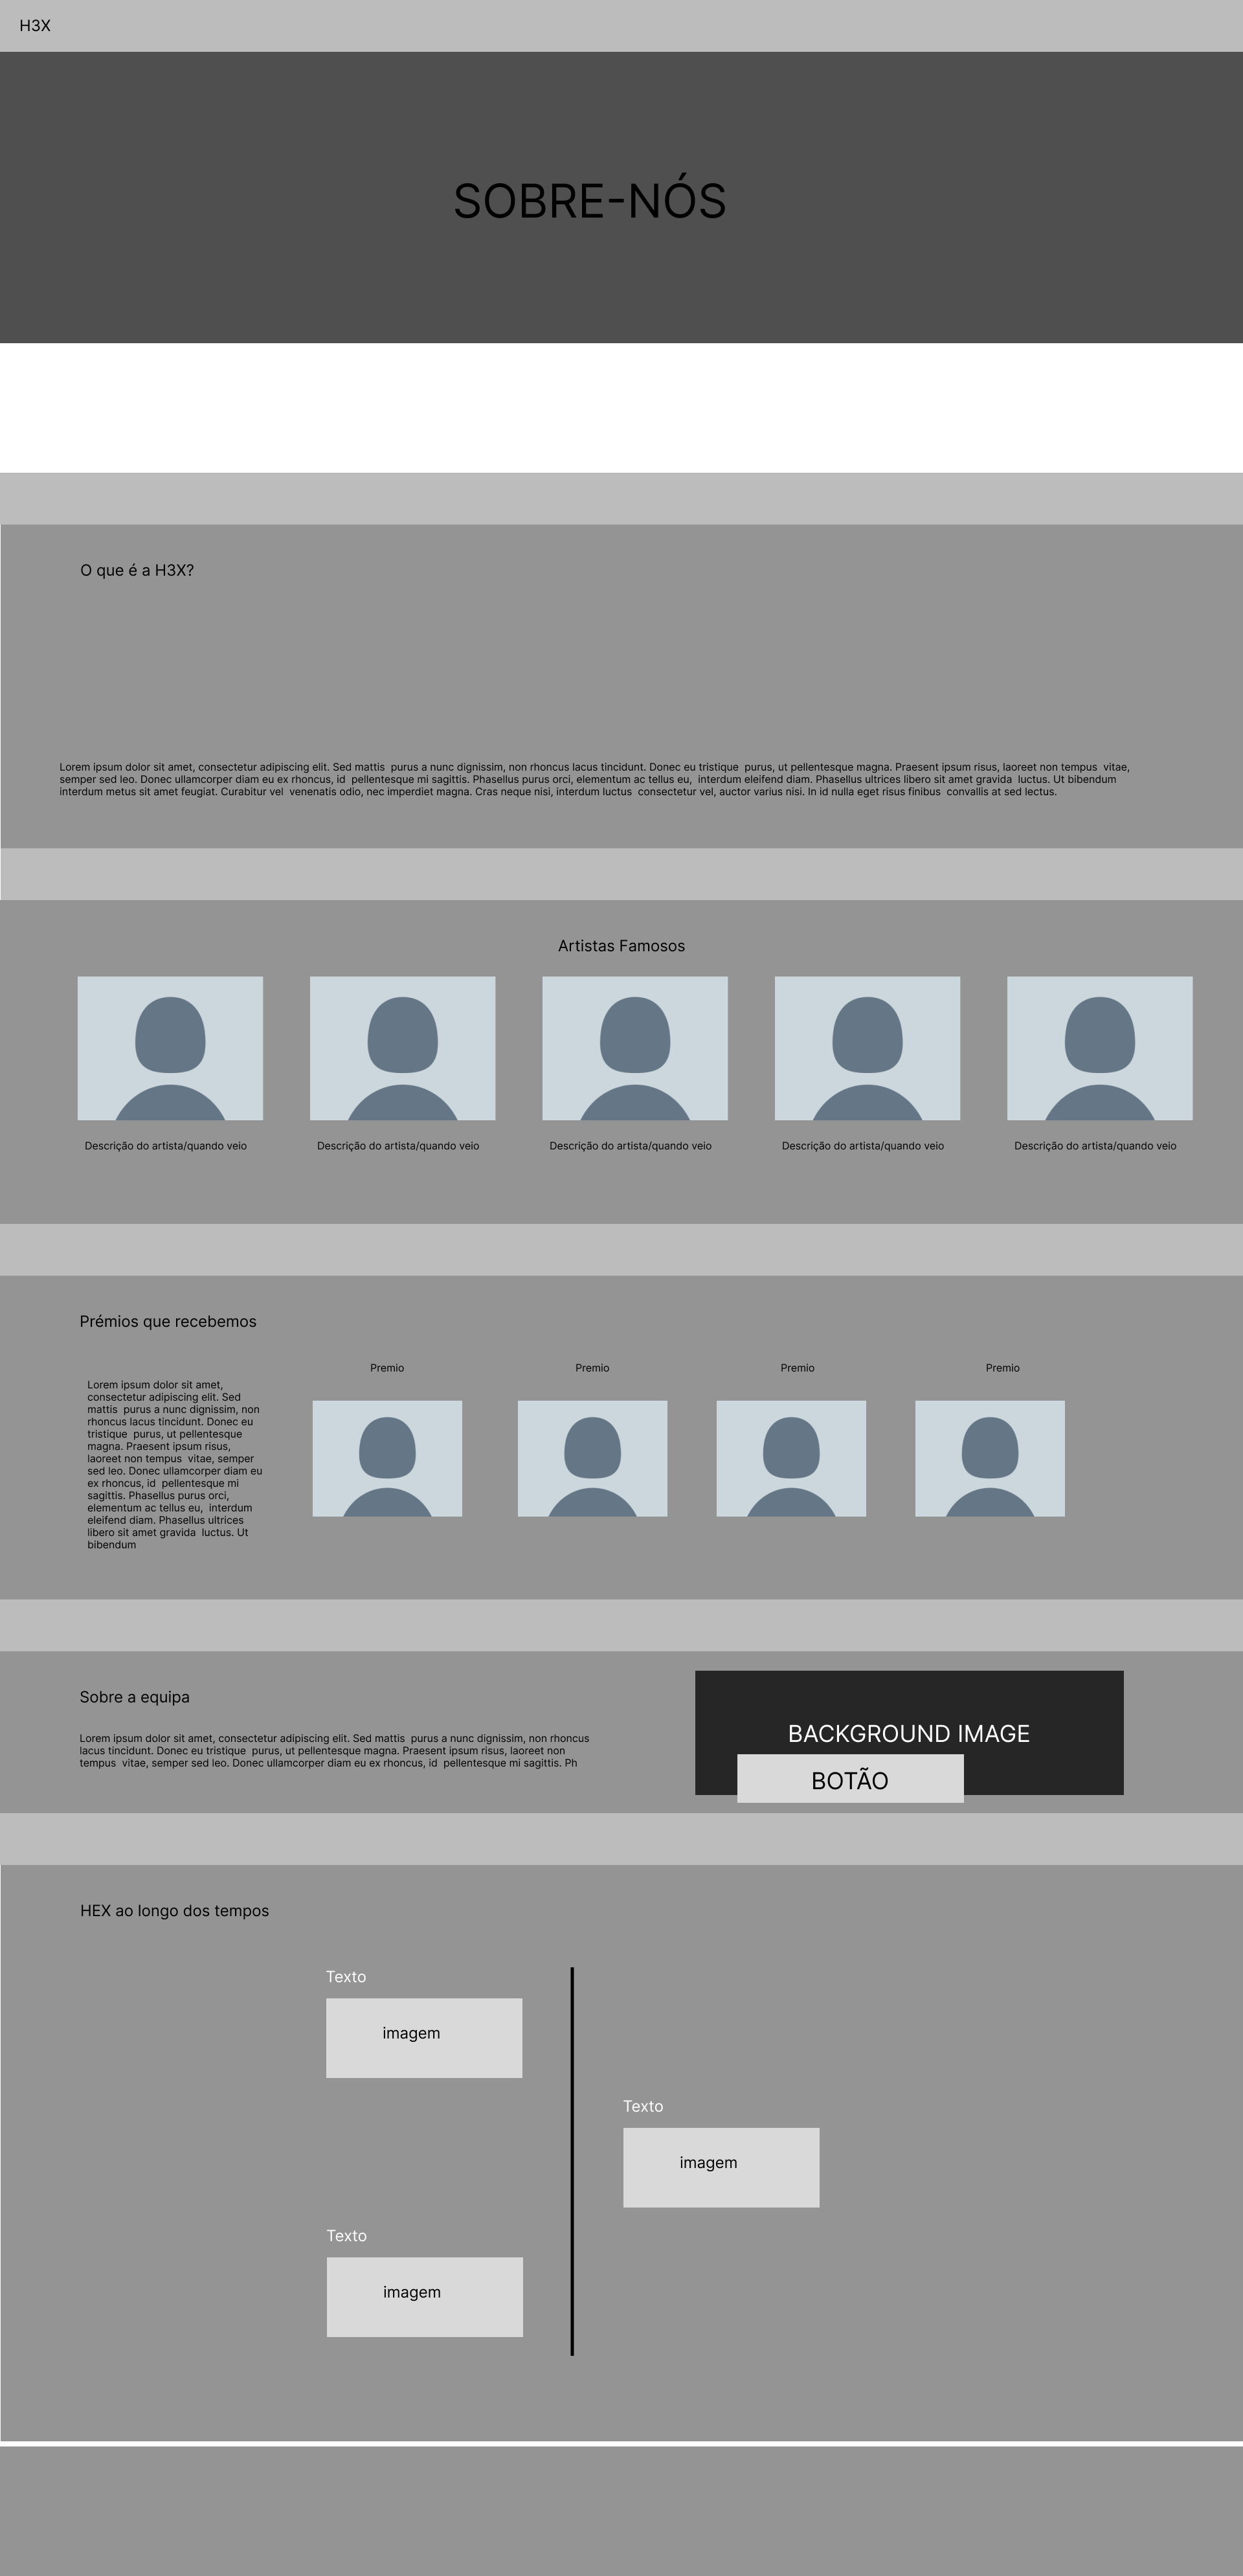 H3X
SOBRE-NÓS
O que é a H3X?
Lorem ipsum dolor sit amet, consectetur adipiscing elit. Sed mattis  purus a nunc dignissim, non rhoncus lacus tincidunt. Donec eu tristique  purus, ut pellentesque magna. Praesent ipsum risus, laoreet non tempus  vitae,
semper sed leo. Donec ullamcorper diam eu ex rhoncus, id  pellentesque mi sagittis. Phasellus purus orci, elementum ac tellus eu,  interdum eleifend diam. Phasellus ultrices libero sit amet gravida  luctus. Ut bibendum
interdum metus sit amet feugiat. Curabitur vel  venenatis odio, nec imperdiet magna. Cras neque nisi, interdum luctus  consectetur vel, auctor varius nisi. In id nulla eget risus finibus  convallis at sed lectus.
Artistas Famosos
Descrição do artista/quando veio
Descrição do artista/quando veio
Descrição do artista/quando veio
Descrição do artista/quando veio
Descrição do artista/quando veio
Prémios que recebemos
Lorem ipsum dolor sit amet,
consectetur adipiscing elit. Sed
mattis  purus a nunc dignissim, non
rhoncus lacus tincidunt. Donec eu
tristique  purus, ut pellentesque
magna. Praesent ipsum risus,
laoreet non tempus  vitae, semper
sed leo. Donec ullamcorper diam eu
ex rhoncus, id  pellentesque mi
sagittis. Phasellus purus orci,
elementum ac tellus eu,  interdum
eleifend diam. Phasellus ultrices
libero sit amet gravida  luctus. Ut
bibendum
Premio
Premio
Premio
Premio
Sobre a equipa
Lorem ipsum dolor sit amet, consectetur adipiscing elit. Sed mattis  purus a nunc dignissim, non rhoncus
lacus tincidunt. Donec eu tristique  purus, ut pellentesque magna. Praesent ipsum risus, laoreet non
tempus  vitae, semper sed leo. Donec ullamcorper diam eu ex rhoncus, id  pellentesque mi sagittis. Ph
BACKGROUND IMAGE
BOTÃO
HEX ao longo dos tempos
Texto
imagem
Texto
imagem
Texto
imagem